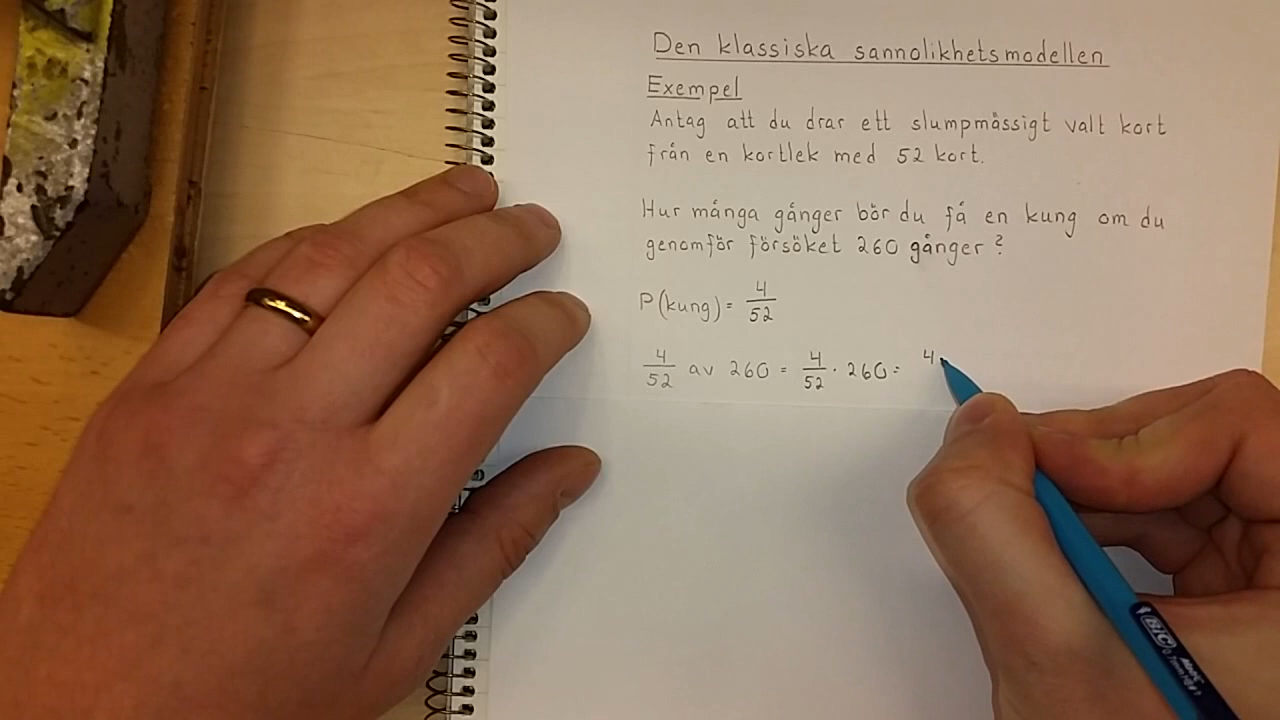 Den klassiska sannolikhetsmodellen
Exempel
Antag att du drar ett slumpmässigt valt kort
från en kortlek med 52 kort.
Hur många gånger bör du få en kung om du
genomför försöket 260 gånger?
P(kung) = 4/52
4/52 av 260 = 4/52 · 260 = 4
BIC